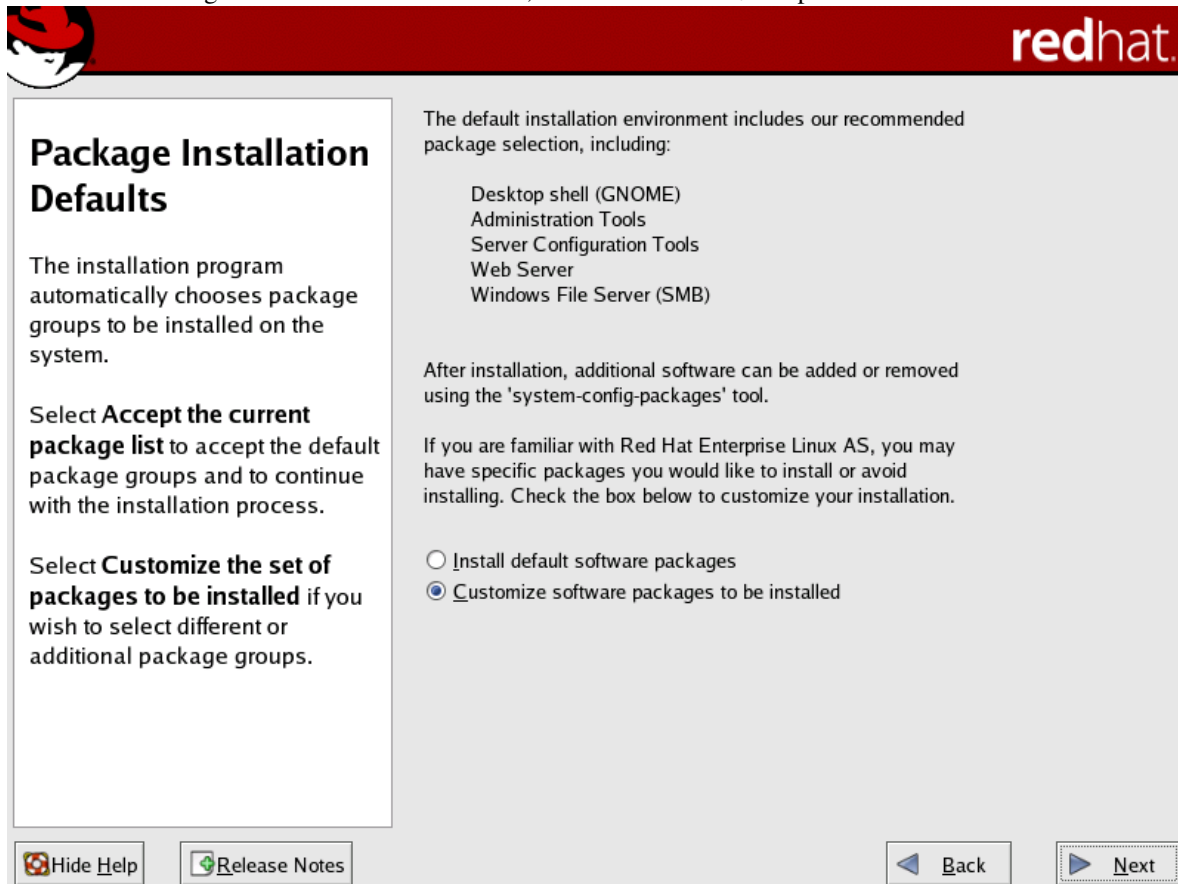 redhat.
Package Installation
Defaults
The installation program
automatically chooses package
groups to be installed on the
system.
Select Accept the current
package list to accept the default
package groups and to continue
with the installation process.
Select Customize the set of
packages to be installed if you
wish to select different or
additional package groups.
The default installation environment includes our recommended
package selection, including:
Desktop shell (GNOME)
Administration Tools
Server Configuration Tools
Web Server
Windows File Server (SMB)
After installation, additional software can be added or removed
using the 'system-config-packages' tool.
If you are familiar with Red Hat Enterprise Linux AS, you may
have specific packages you would like to install or avoid
installing. Check the box below to customize your installation.
Install default software packages
Customize software packages to be installed
Hide Help
Release Notes
Back
Next